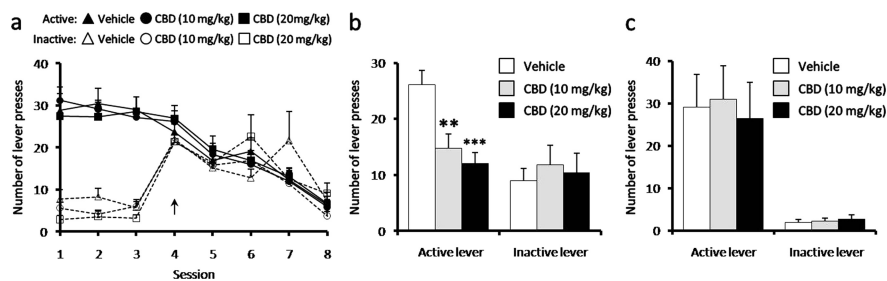 a
Active: ▲ Vehicle ● CBD (10 mg/kg) ■ CBD (20mg/kg)
Inactive: △ Vehicle ○ CBD (10 mg/kg) □ CBD (20 mg/kg)
Number of lever presses
40
30
20
10
0
1 2 3 4 5 6 7 8
Session
b
Vehicle
CBD (10 mg/kg)
CBD (20 mg/kg)
Number of lever presses
30
20
10
0
**
***
Active lever Inactive lever
c
Vehicle
CBD (10 mg/kg)
CBD (20 mg/kg)
Number of lever presses
40
30
20
10
0
Active lever Inactive lever